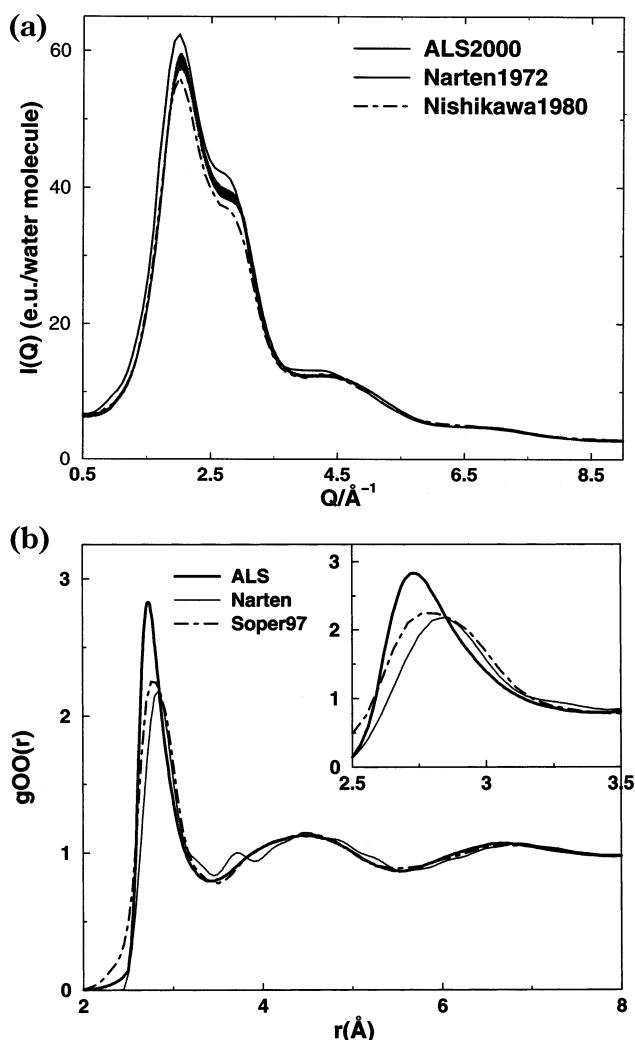 (a)
60
40
20
0
I(Q) (e.u./water molecule)
ALS2000
Narten1972
Nishikawa1980
0.5 2.5 4.5 6.5 8.5
Q/Å⁻¹
(b)
3
2
1
0
gOO(r)
ALS
Narten
Soper97
3
2
1
0
2.5 3 3.5
2 4 6 8
r(Å)